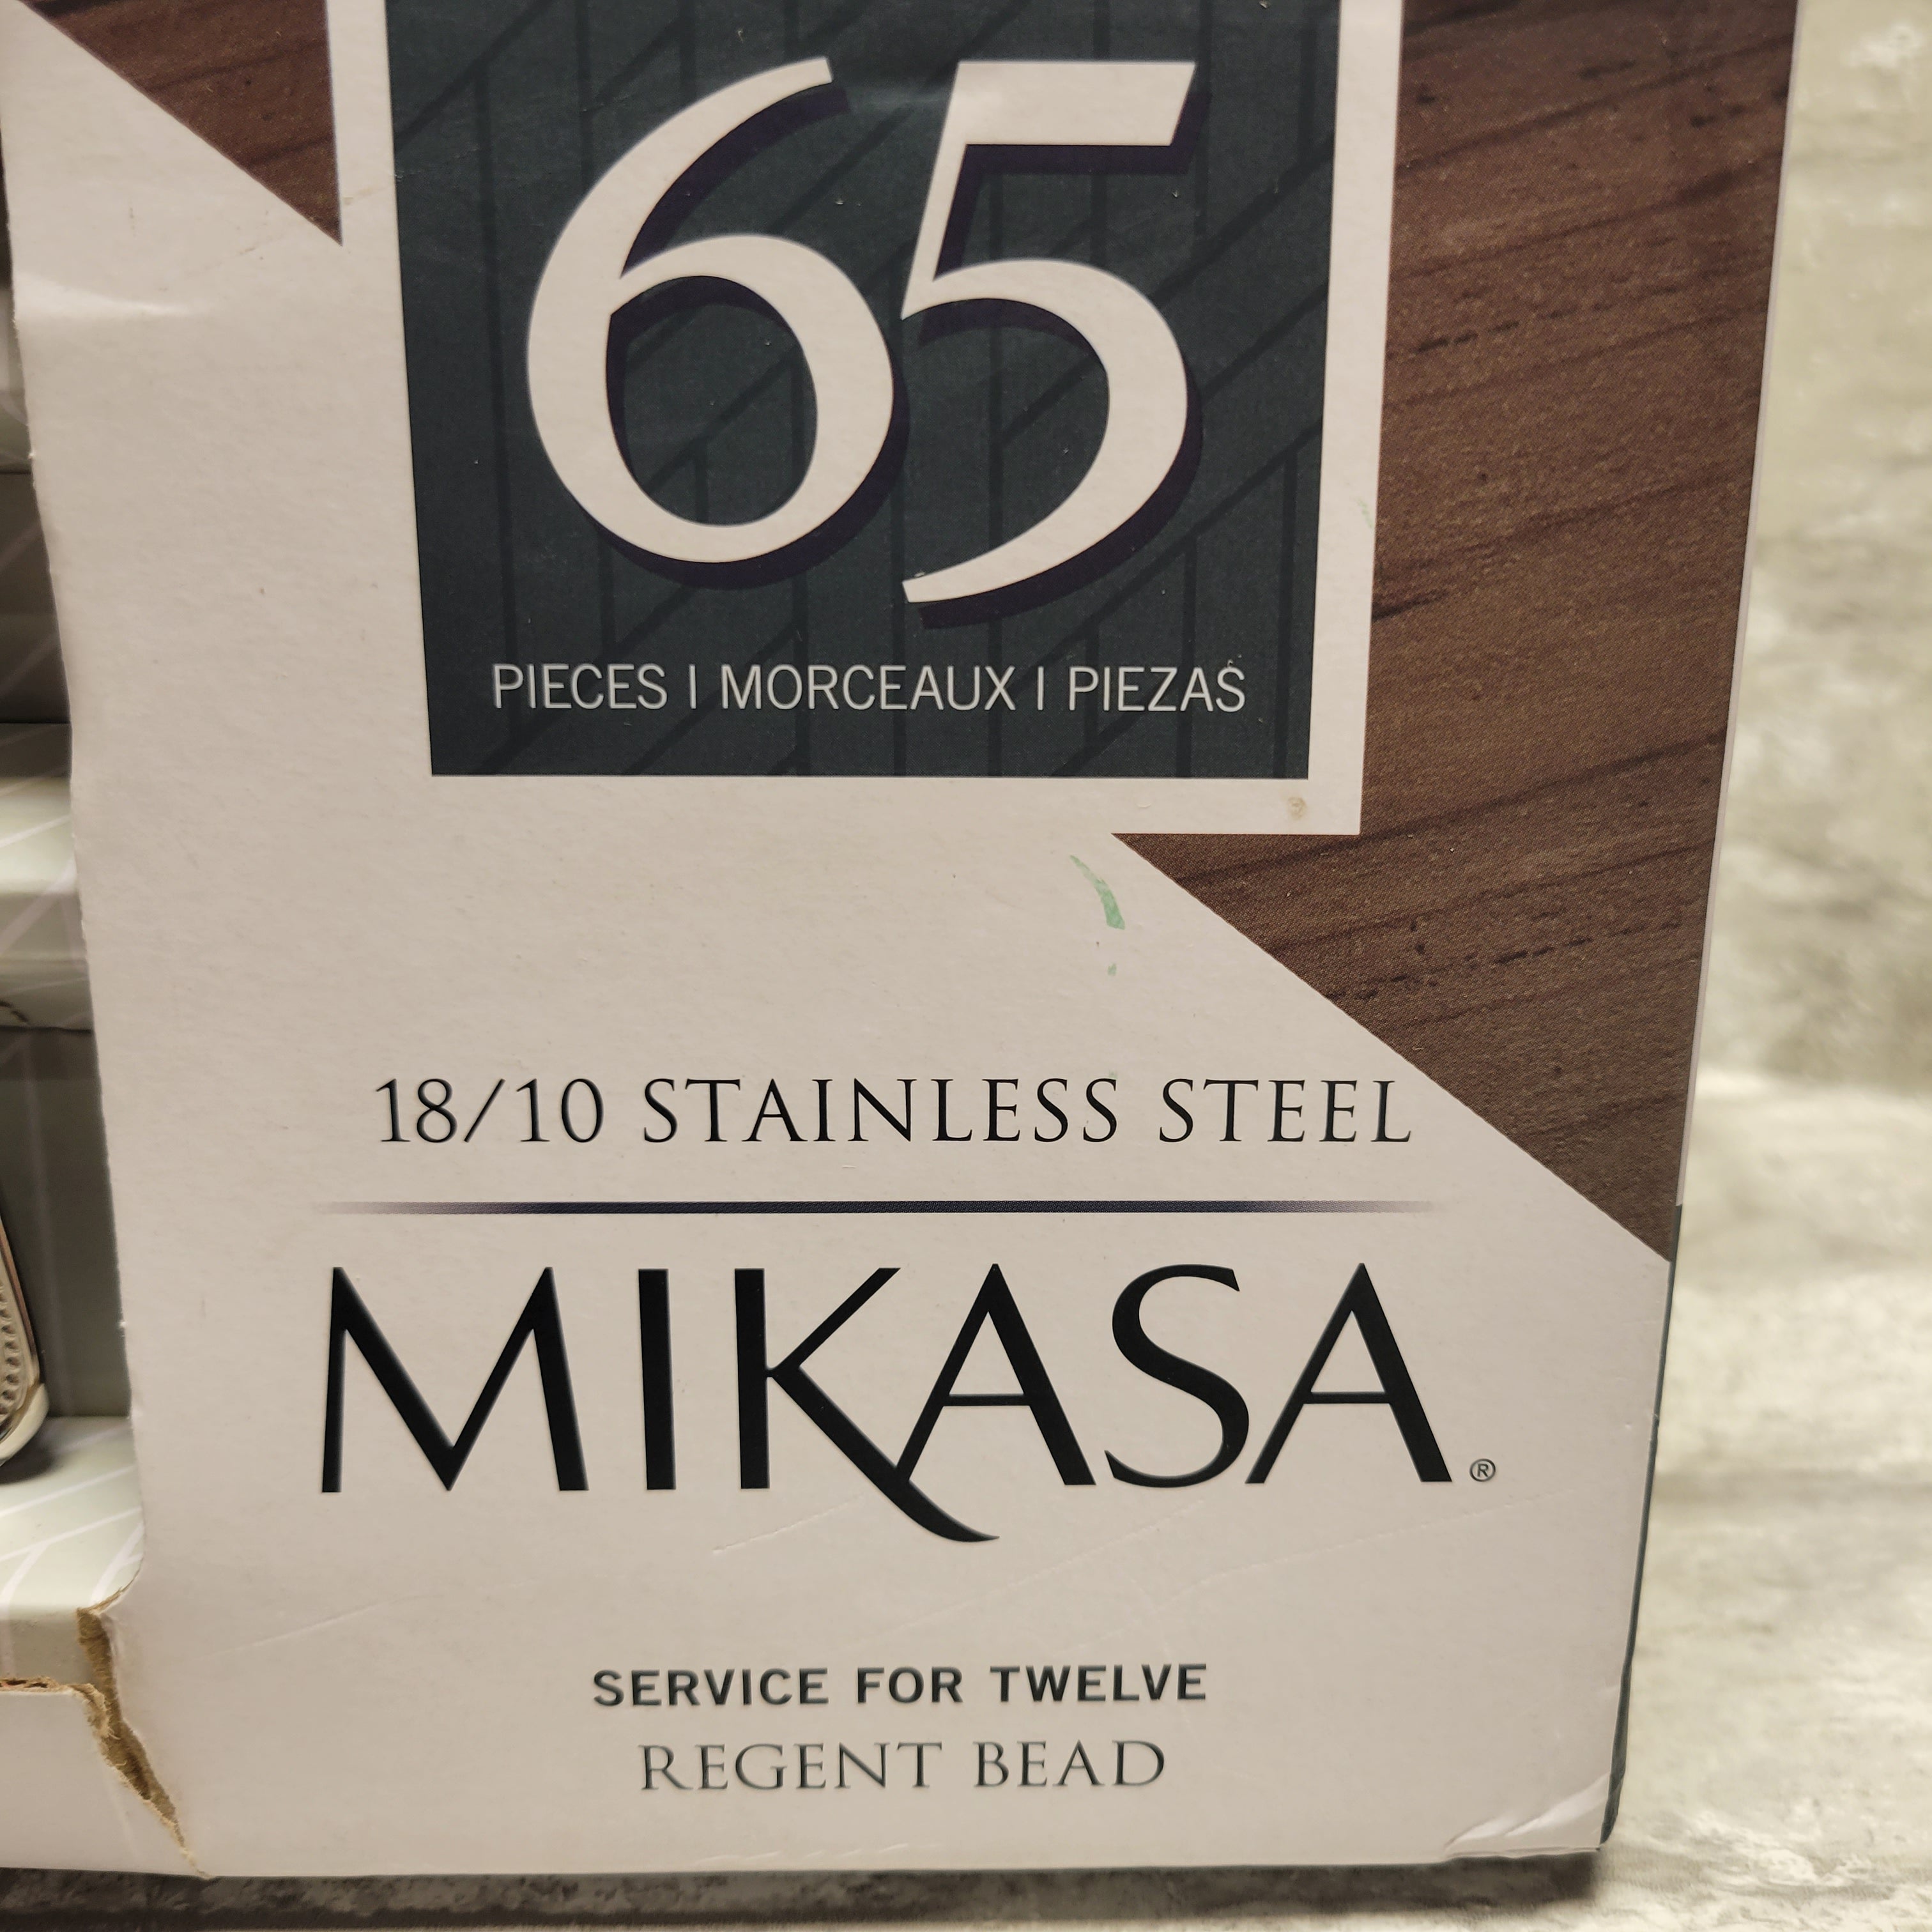 65
PIECES | MORCEAUX | PIEZAS
18/10 STAINLESS STEEL
MIKASA®
SERVICE FOR TWELVE
REGENT BEAD